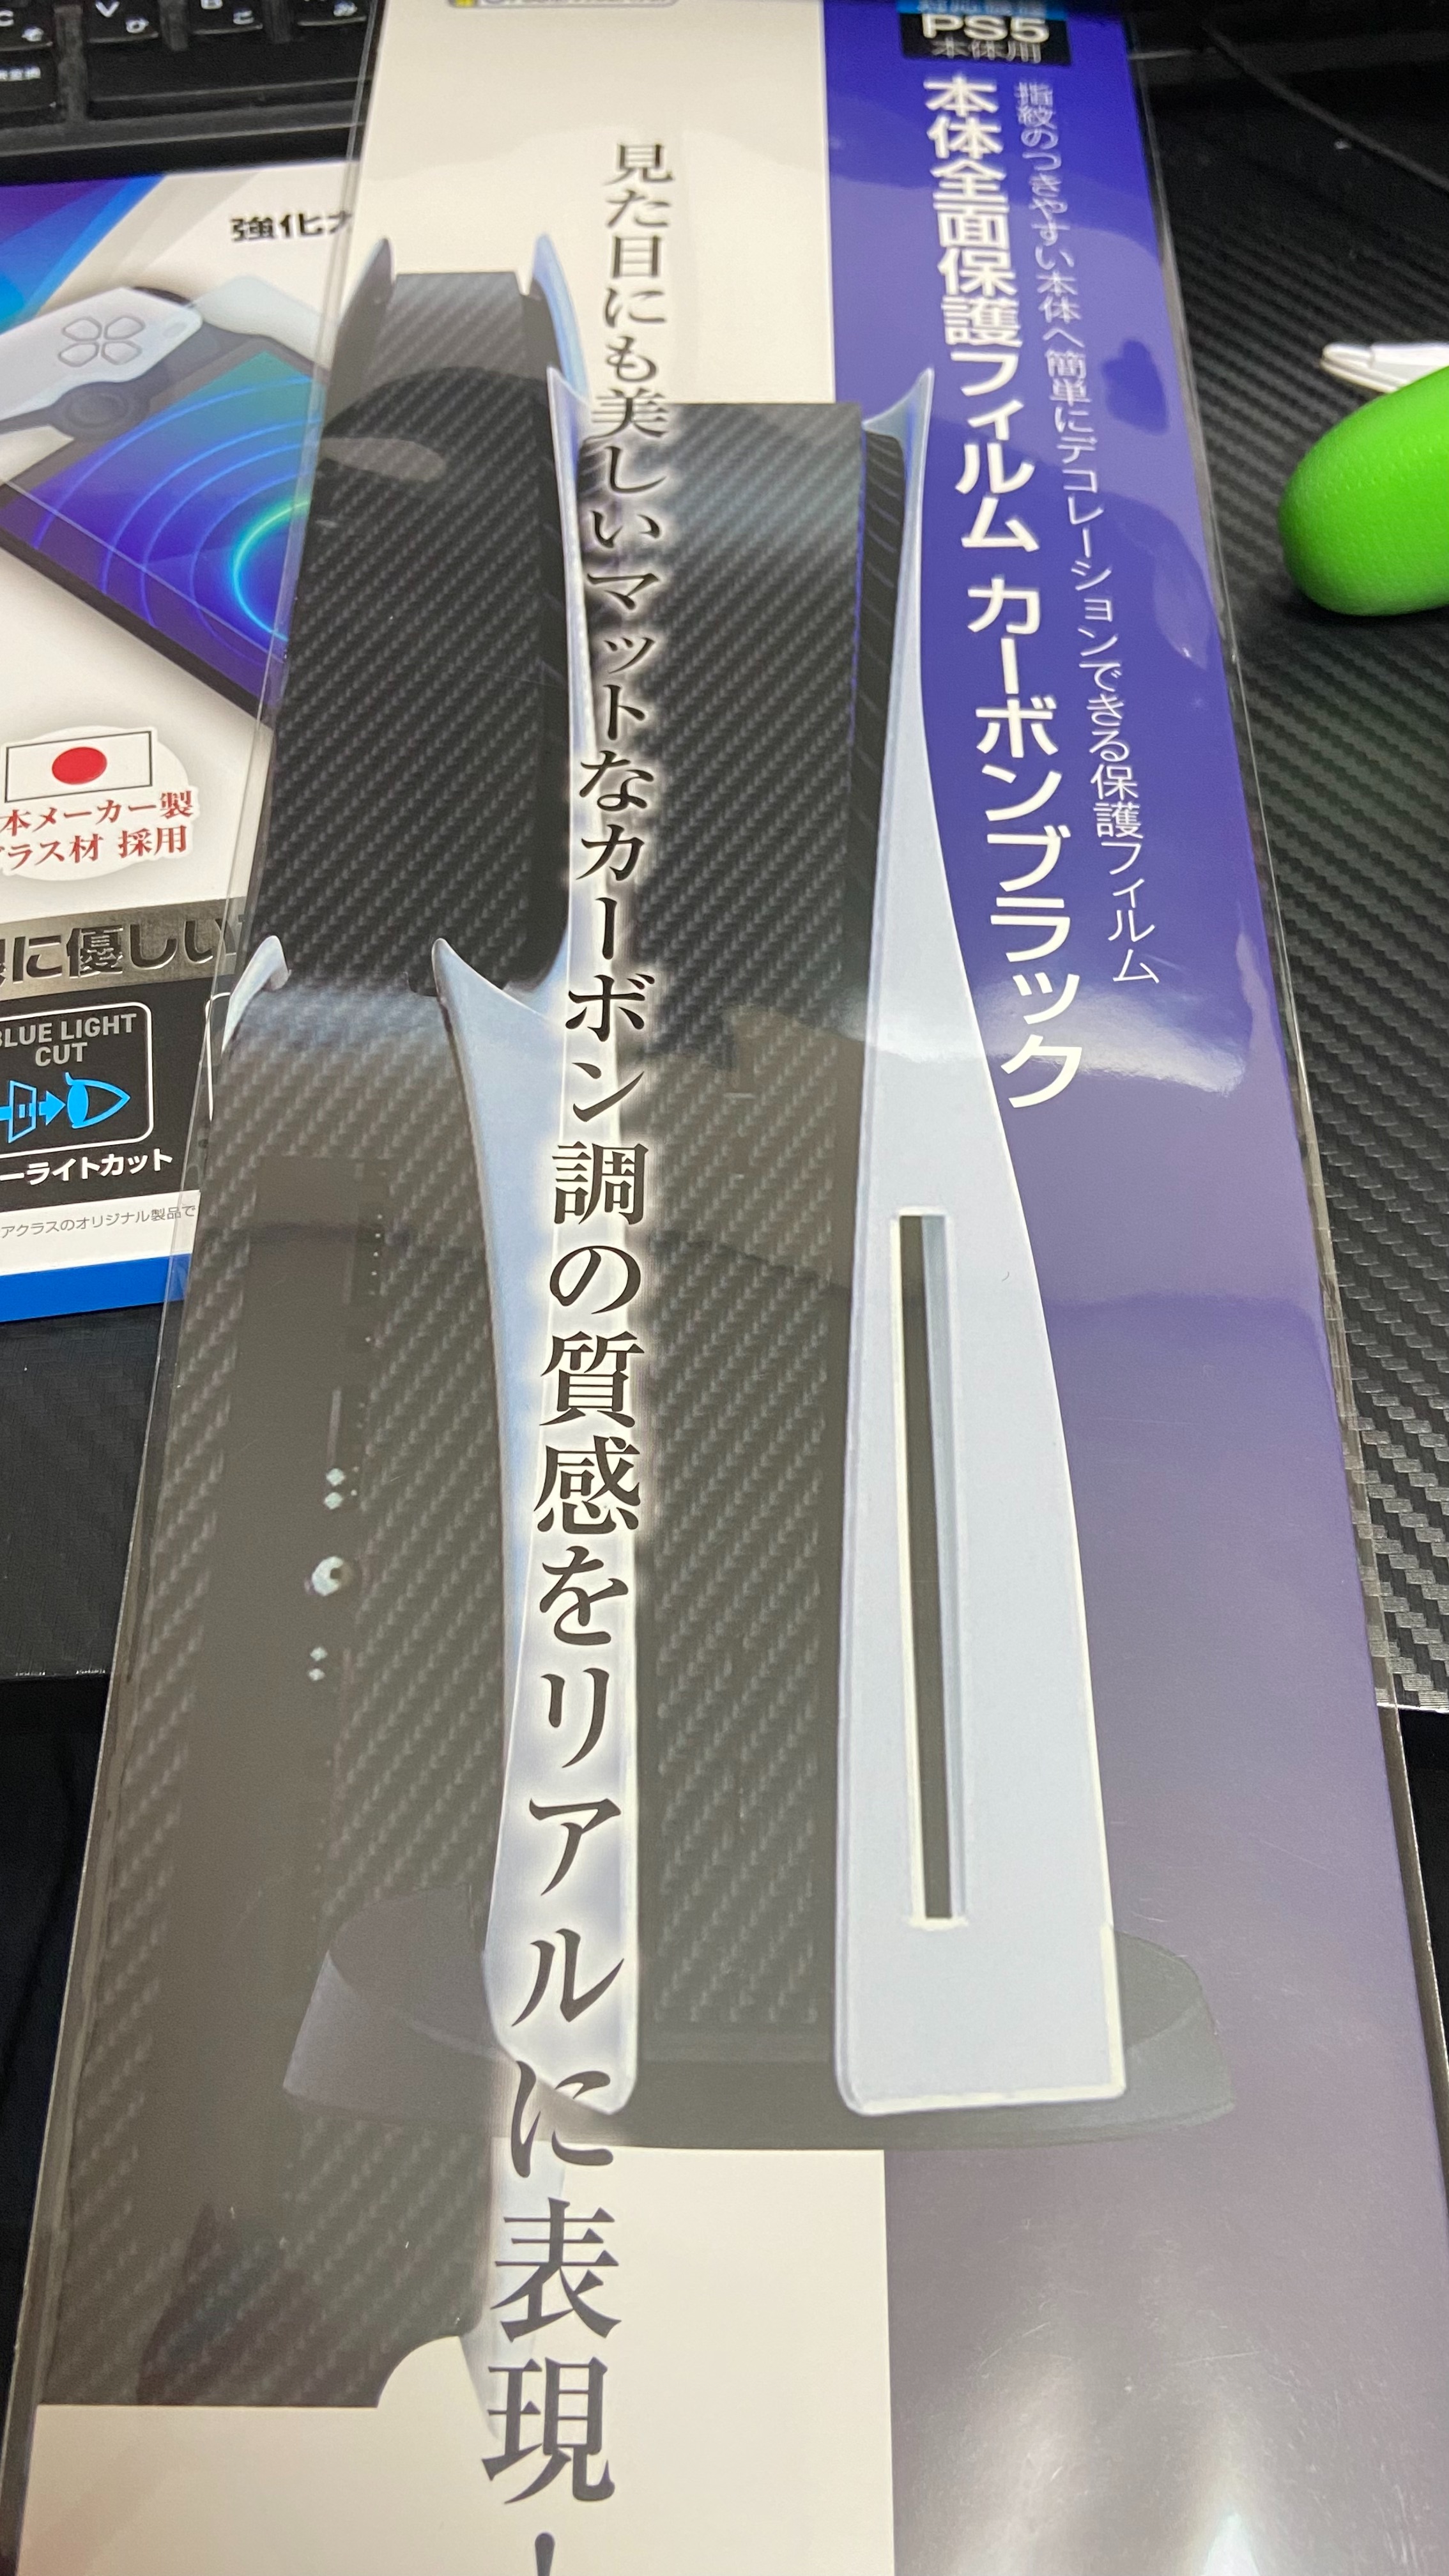 PS5
本体用
指紋のつきやすい本体へ簡単にデコレーションできる保護フィルム
本体全面保護フィルム カーボンブラック
見た目にも美しいマットなカーボン調の質感をリアルに表現！
強化
本メーカー製
ラス材 採用
に優しい
BLUE LIGHT
CUT
ーライトカット
アクラスのオリジナル製品で
そ
V
ひ
B
こ
み